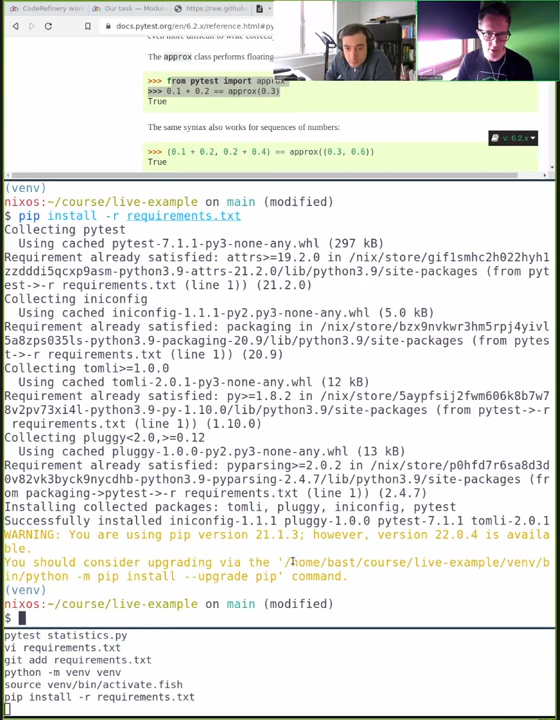 CodeRefinery work
Our task — Modul
https://raw.githu
docs.pytest.org/en/6.2.x/reference.html#py
The approx class performs floating
>>> from pytest import approx
>>> 0.1 + 0.2 == approx(0.3)
True
The same syntax also works for sequences of numbers:
v: 6.2.x
>>> (0.1 + 0.2, 0.2 + 0.4) == approx((0.3, 0.6))
True
(venv)
nixos:~/course/live-example on main (modified)
$ pip install -r requirements.txt
Collecting pytest
  Using cached pytest-7.1.1-py3-none-any.whl (297 kB)
Requirement already satisfied: attrs>=19.2.0 in /nix/store/gif1smhc2h022hyh1
zzdddi5qcxp9asm-python3.9-attrs-21.2.0/lib/python3.9/site-packages (from pyt
est->-r requirements.txt (line 1)) (21.2.0)
Collecting iniconfig
  Using cached iniconfig-1.1.1-py2.py3-none-any.whl (5.0 kB)
Requirement already satisfied: packaging in /nix/store/bzx9nvkwr3hm5rpj4yivl
5a8zps035ls-python3.9-packaging-20.9/lib/python3.9/site-packages (from pytes
t->-r requirements.txt (line 1)) (20.9)
Collecting tomli>=1.0.0
  Using cached tomli-2.0.1-py3-none-any.whl (12 kB)
Requirement already satisfied: py>=1.8.2 in /nix/store/5aypfsij2fwm606k8b7w7
8v2pv73xi4l-python3.9-py-1.10.0/lib/python3.9/site-packages (from pytest->-r
 requirements.txt (line 1)) (1.10.0)
Collecting pluggy<2.0,>=0.12
  Using cached pluggy-1.0.0-py2.py3-none-any.whl (13 kB)
Requirement already satisfied: pyparsing>=2.0.2 in /nix/store/p0hfd7r6sa8d3d
0v82vk3byck9nycdhb-python3.9-pyparsing-2.4.7/lib/python3.9/site-packages (fr
om packaging->pytest->-r requirements.txt (line 1)) (2.4.7)
Installing collected packages: tomli, pluggy, iniconfig, pytest
Successfully installed iniconfig-1.1.1 pluggy-1.0.0 pytest-7.1.1 tomli-2.0.1
WARNING: You are using pip version 21.1.3; however, version 22.0.4 is availa
ble.
You should consider upgrading via the '/home/bast/course/live-example/venv/b
in/python -m pip install --upgrade pip' command.
(venv)
nixos:~/course/live-example on main (modified)
$
pytest statistics.py
vi requirements.txt
git add requirements.txt
python -m venv venv
source venv/bin/activate.fish
pip install -r requirements.txt